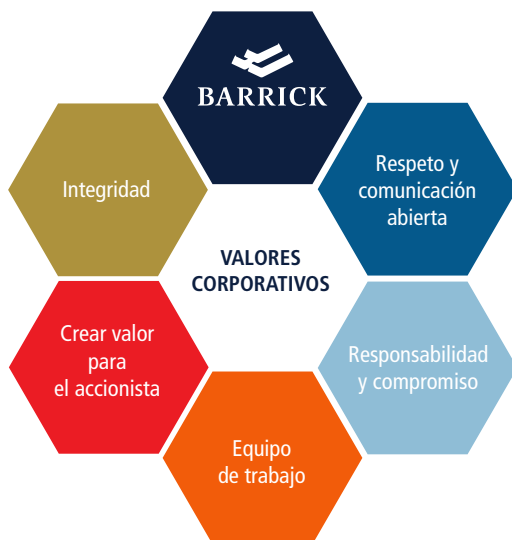 BARRICK
Respeto y
comunicación
abierta
Integridad
VALORES
CORPORATIVOS
Crear valor
para
el accionista
Responsabilidad
y compromiso
Equipo
de trabajo